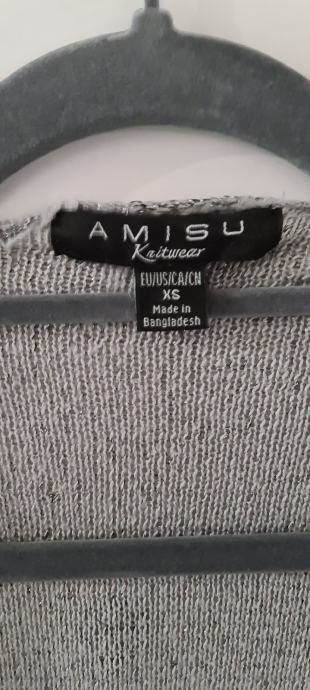 AMISU
Knitwear
EU/US/CA/CN
XS
Made in
Bangladesh